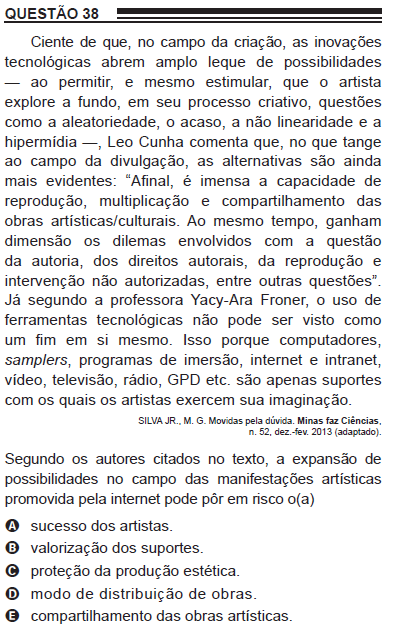 QUESTÃO 38
Ciente de que, no campo da criação, as inovações
tecnológicas abrem amplo leque de possibilidades
— ao permitir, e mesmo estimular, que o artista
explore a fundo, em seu processo criativo, questões
como a aleatoriedade, o acaso, a não linearidade e a
hipermídia —, Leo Cunha comenta que, no que tange
ao campo da divulgação, as alternativas são ainda
mais evidentes: “Afinal, é imensa a capacidade de
reprodução, multiplicação e compartilhamento das
obras artísticas/culturais. Ao mesmo tempo, ganham
dimensão os dilemas envolvidos com a questão
da autoria, dos direitos autorais, da reprodução e
intervenção não autorizadas, entre outras questões”.
Já segundo a professora Yacy-Ara Froner, o uso de
ferramentas tecnológicas não pode ser visto como
um fim em si mesmo. Isso porque computadores,
samplers, programas de imersão, internet e intranet,
vídeo, televisão, rádio, GPD etc. são apenas suportes
com os quais os artistas exercem sua imaginação.
SILVA JR., M. G. Movidas pela dúvida. Minas faz Ciências,
n. 52, dez.-fev. 2013 (adaptado).
Segundo os autores citados no texto, a expansão de
possibilidades no campo das manifestações artísticas
promovida pela internet pode pôr em risco o(a)
A sucesso dos artistas.
B valorização dos suportes.
C proteção da produção estética.
D modo de distribuição de obras.
E compartilhamento das obras artísticas.